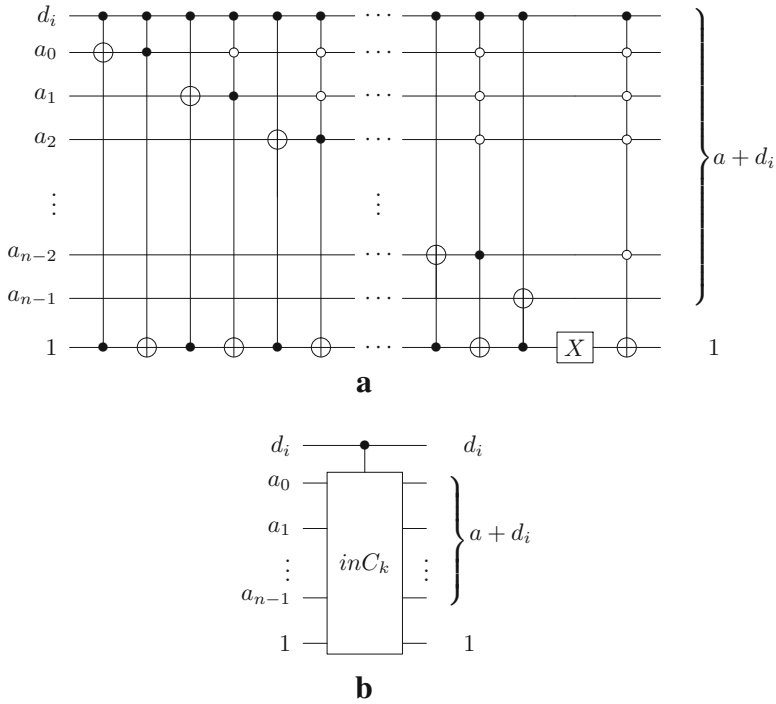 d_i
a_0 ⋯ ⋯
a_1 ⋯ ⋯
a_2 ⋯ ⋯ a + d_i
⋮ ⋮
a_{n-2} ⋯
a_{n-1} ⋯
1 ⋯ X 1
a
d_i d_i
a_0
a_1 a + d_i
⋮ inC_k ⋮
a_{n-1}
1 1
b